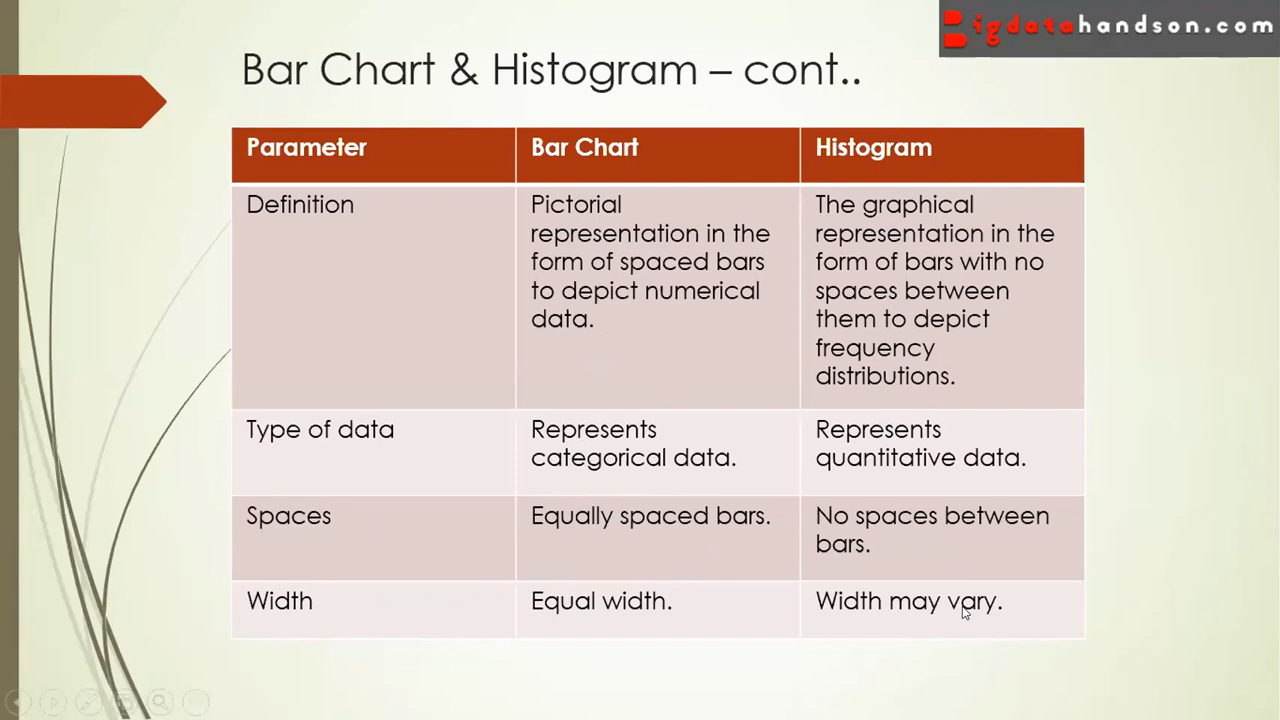 Bigdatahandson.com
Bar Chart & Histogram – cont..
Parameter
Bar Chart
Histogram
Definition
Pictorial
representation in the
form of spaced bars
to depict numerical
data.
The graphical
representation in the
form of bars with no
spaces between
them to depict
frequency
distributions.
Type of data
Represents
categorical data.
Represents
quantitative data.
Spaces
Equally spaced bars.
No spaces between
bars.
Width
Equal width.
Width may vary.